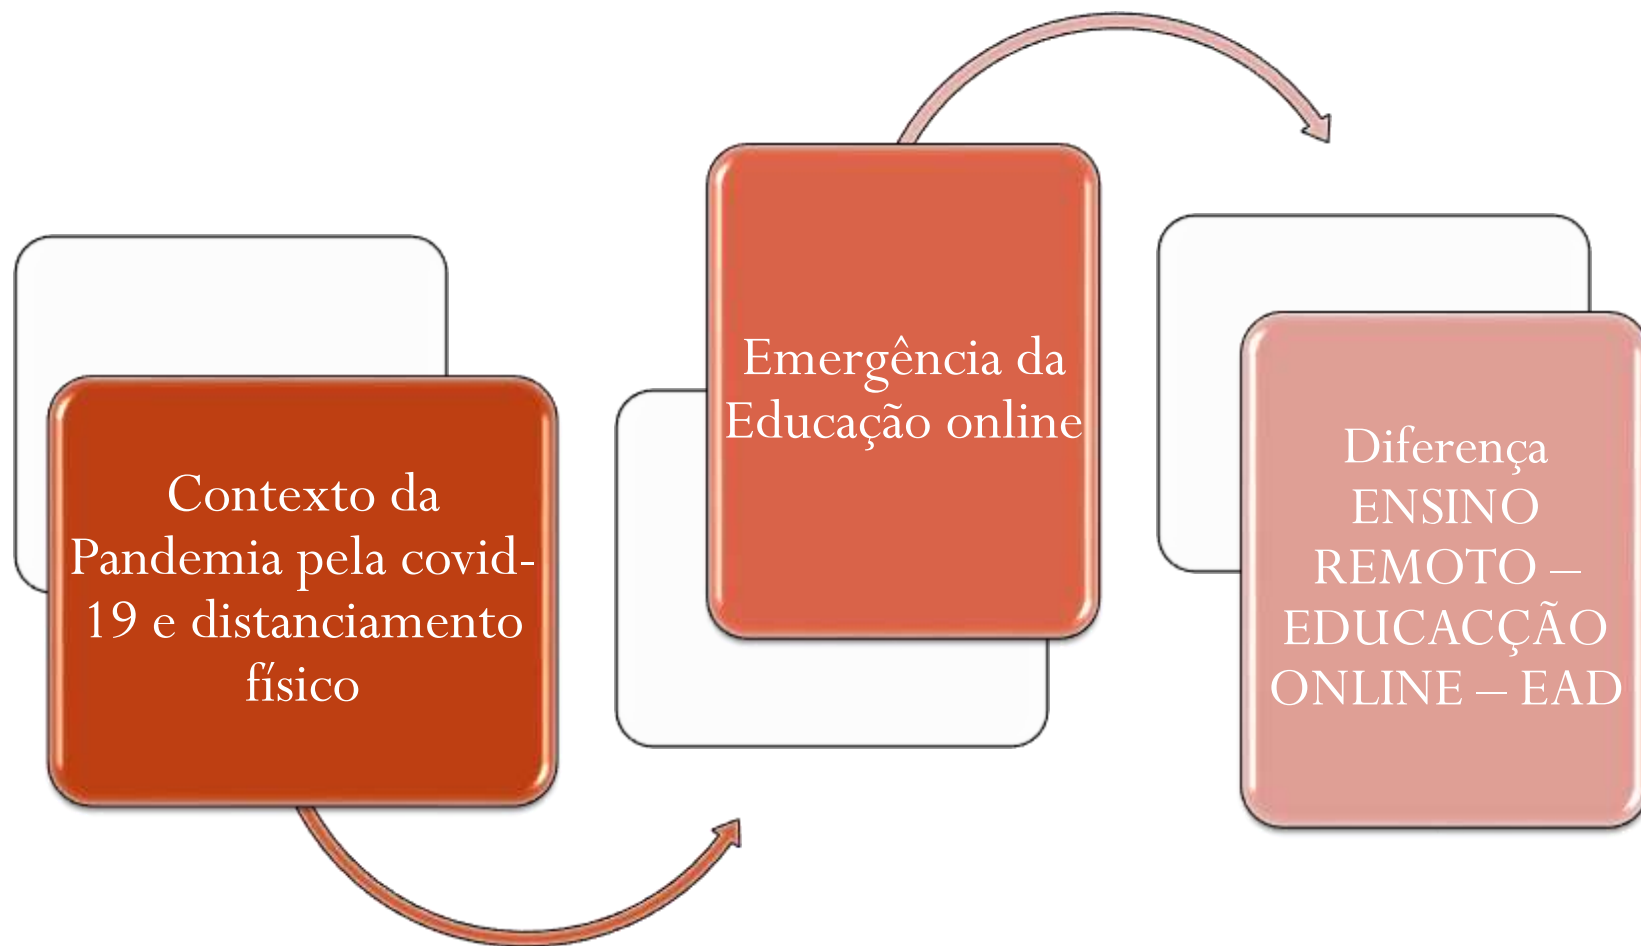 Contexto da
Pandemia pela covid-
19 e distanciamento
físico
Emergência da
Educação online
Diferença
ENSINO
REMOTO –
EDUCACÇÃO
ONLINE – EAD